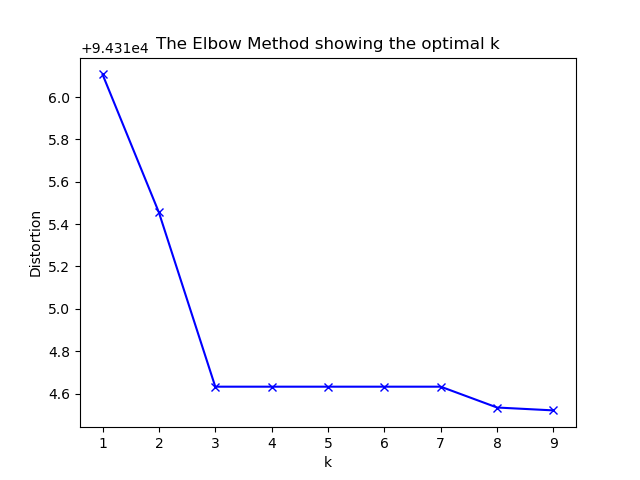 +9.431e4
The Elbow Method showing the optimal k
6.0
5.8
5.6
5.4
5.2
5.0
4.8
4.6
Distortion
1 2 3 4 5 6 7 8 9
k